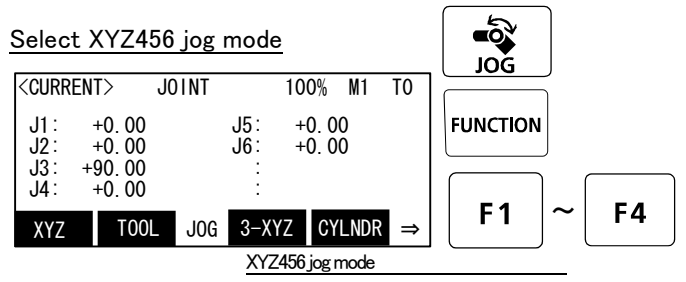 Select XYZ456 jog mode
JOG
<CURRENT> JOINT 100% M1 T0
J1: +0.00 J5: +0.00
J2: +0.00 J6: +0.00
J3: +90.00 :
J4: +0.00 :
XYZ TOOL JOG 3-XYZ CYLNDR ⇒
FUNCTION
F1 ~ F4
XYZ456 jog mode